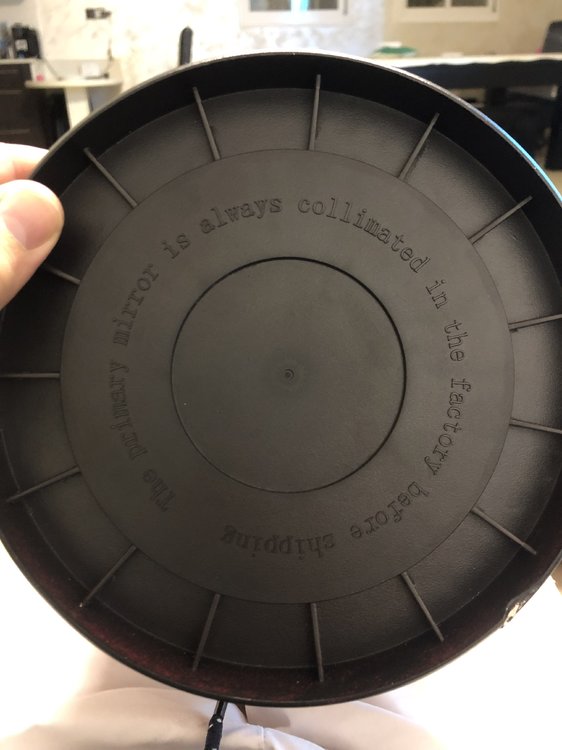 The primary mirror is always collimated in the factory before shipping